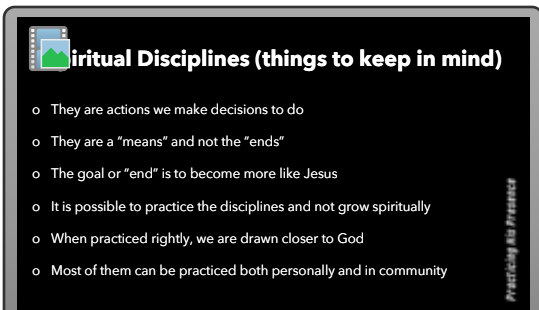 iritual Disciplines (things to keep in mind)
o They are actions we make decisions to do
o They are a "means" and not the "ends"
o The goal or "end" is to become more like Jesus
o It is possible to practice the disciplines and not grow spiritually
o When practiced rightly, we are drawn closer to God
o Most of them can be practiced both personally and in community
Practicing His Presence